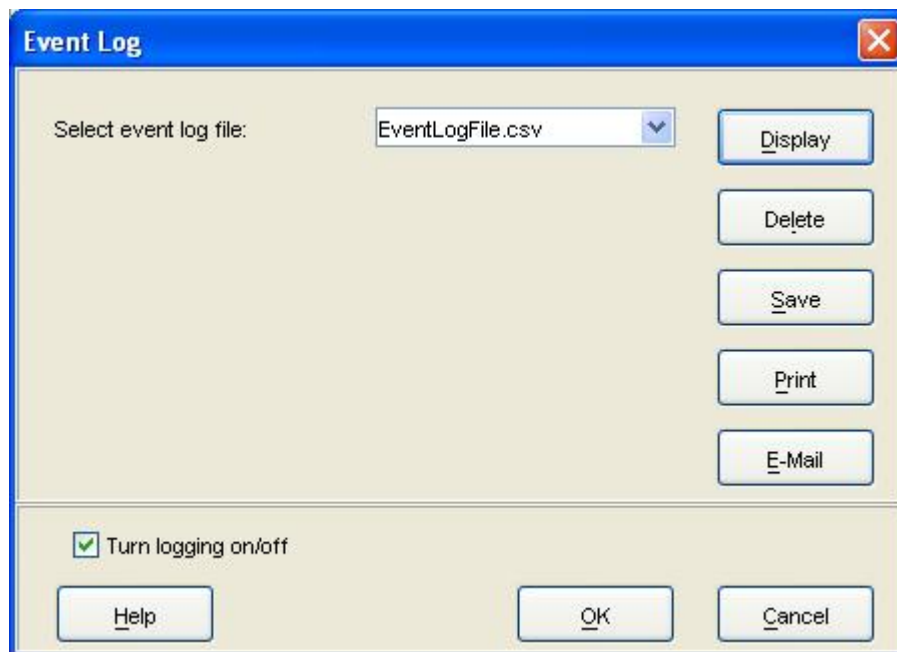 Event Log
Select event log file: EventLogFile.csv
Display
Delete
Save
Print
E-Mail
Turn logging on/off
Help OK Cancel